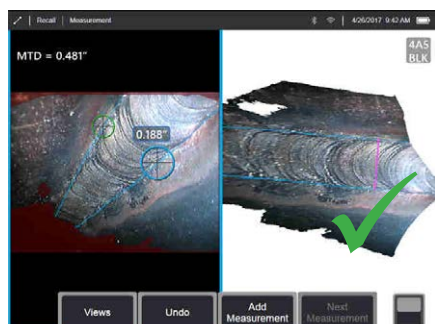 Recall Measurement 4/26/2017 9:42 AM
MTD = 0.481"
4AS
BLK
0.188"
Views
Undo
Add
Measurement
Next
Measurement